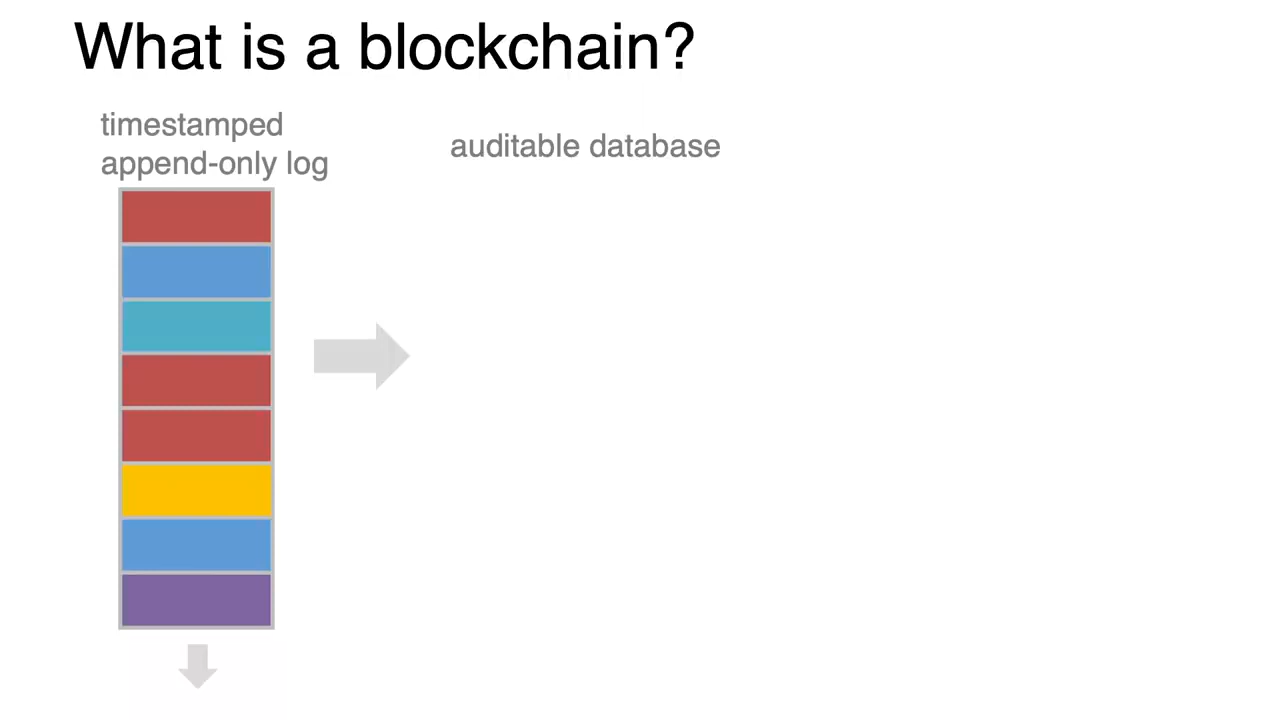 What is a blockchain?
timestamped
append-only log
auditable database